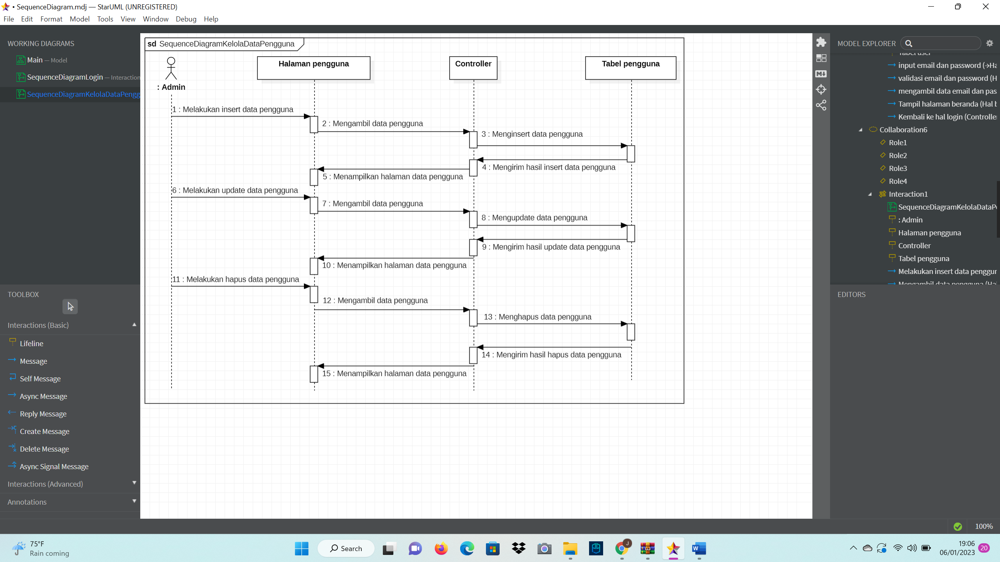 • SequenceDiagram.mdj — StarUML (UNREGISTERED)
File Edit Format Model Tools View Window Debug Help
WORKING DIAGRAMS
Main — Model
SequenceDiagramLogin — Interaction
SequenceDiagramKelolaDataPengg
TOOLBOX
Interactions (Basic)
Lifeline
Message
Self Message
Async Message
Reply Message
Create Message
Delete Message
Async Signal Message
Interactions (Advanced)
Annotations
sd SequenceDiagramKelolaDataPengguna
: Admin
Halaman pengguna
Controller
Tabel pengguna
1 : Melakukan insert data pengguna
2 : Mengambil data pengguna
3 : Menginsert data pengguna
4 : Mengirim hasil insert data pengguna
5 : Menampilkan halaman data pengguna
6 : Melakukan update data pengguna
7 : Mengambil data pengguna
8 : Mengupdate data pengguna
9 : Mengirim hasil update data pengguna
10 : Menampilkan halaman data pengguna
11 : Melakukan hapus data pengguna
12 : Mengambil data pengguna
13 : Menghapus data pengguna
14 : Mengirim hasil hapus data pengguna
15 : Menampilkan halaman data pengguna
MODEL EXPLORER
Tabel user
input email dan password (→Ha
validasi email dan password (H
mengambil data email dan pas
Tampil halaman beranda (Hal b
Kembali ke hal login (Controller
Collaboration6
Role1
Role2
Role3
Role4
Interaction1
SequenceDiagramKelolaDataPe
: Admin
Halaman pengguna
Controller
Tabel pengguna
Melakukan insert data penggun
Mengambil data pengguna (Hal
EDITORS
100%
75°F
Rain coming
Search
19:06
06/01/2023
20